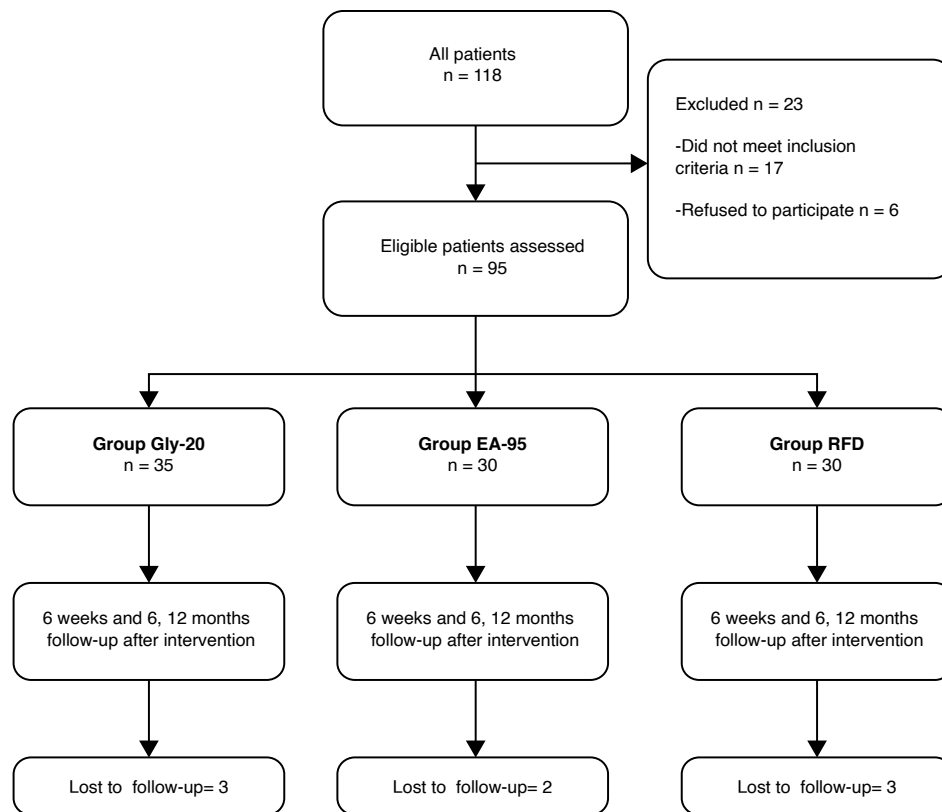 All patients
n = 118
Excluded n = 23
-Did not meet inclusion
criteria n = 17
-Refused to participate n = 6
Eligible patients assessed
n = 95
Group Gly-20
n = 35
Group EA-95
n = 30
Group RFD
n = 30
6 weeks and 6, 12 months
follow-up after intervention
6 weeks and 6, 12 months
follow-up after intervention
6 weeks and 6, 12 months
follow-up after intervention
Lost to follow-up= 3
Lost to follow-up= 2
Lost to follow-up= 3